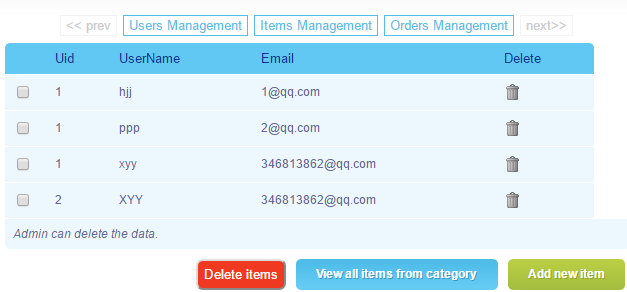 << prev Users Management Items Management Orders Management next>>
Uid UserName Email Delete
1 hjj 1@qq.com
1 ppp 2@qq.com
1 xyy 346813862@qq.com
2 XYY 346813862@qq.com
Admin can delete the data.
Delete items View all items from category Add new item